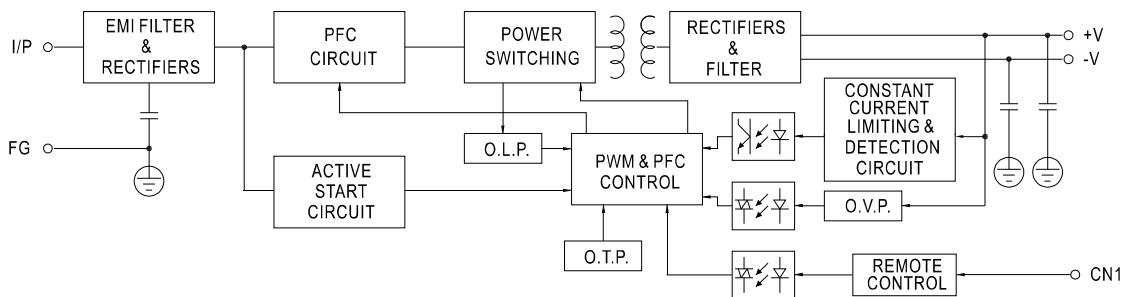 I/P
EMI FILTER
&
RECTIFIERS
PFC
CIRCUIT
POWER
SWITCHING
RECTIFIERS
&
FILTER
+V
-V
CONSTANT
CURRENT
LIMITING &
DETECTION
CIRCUIT
FG
O.L.P.
PWM & PFC
CONTROL
ACTIVE
START
CIRCUIT
O.V.P.
O.T.P.
REMOTE
CONTROL
CN1